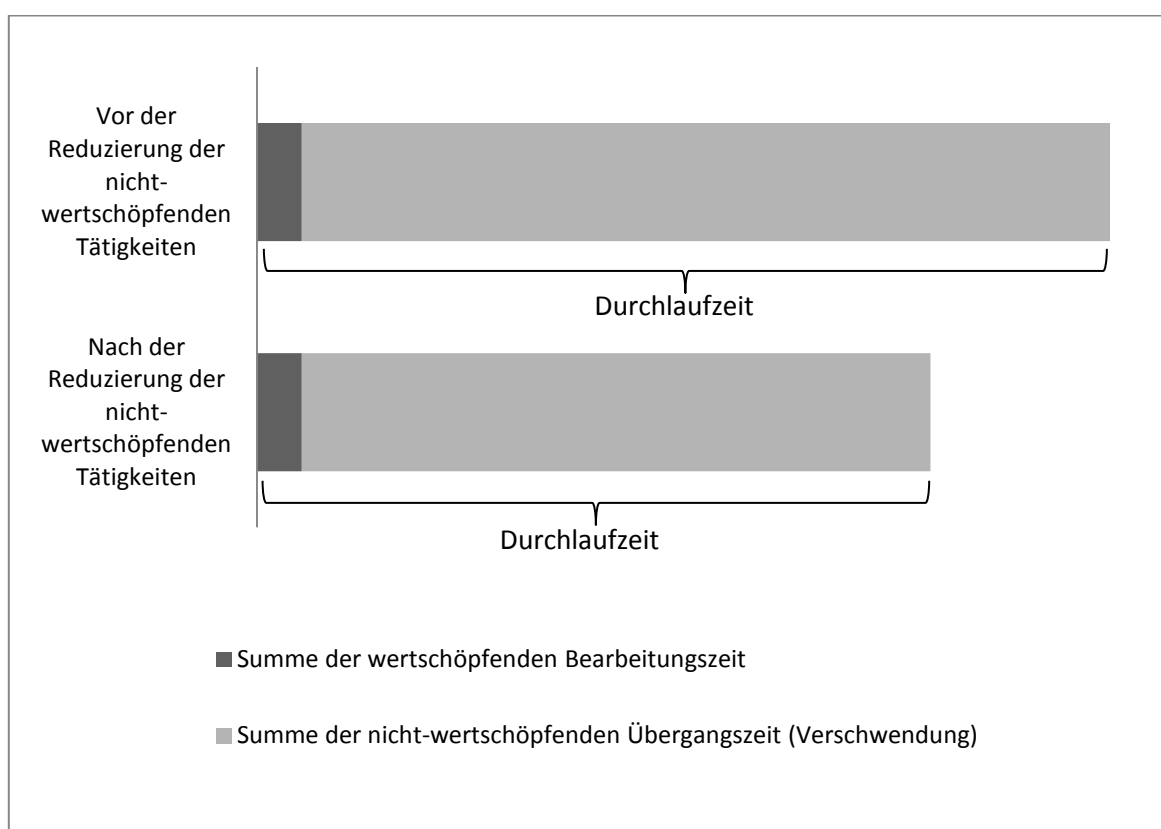 Vor der
Reduzierung der
nicht-
wertschöpfenden
Tätigkeiten
Durchlaufzeit
Nach der
Reduzierung der
nicht-
wertschöpfenden
Tätigkeiten
Durchlaufzeit
Summe der wertschöpfenden Bearbeitungszeit
Summe der nicht-wertschöpfenden Übergangszeit (Verschwendung)